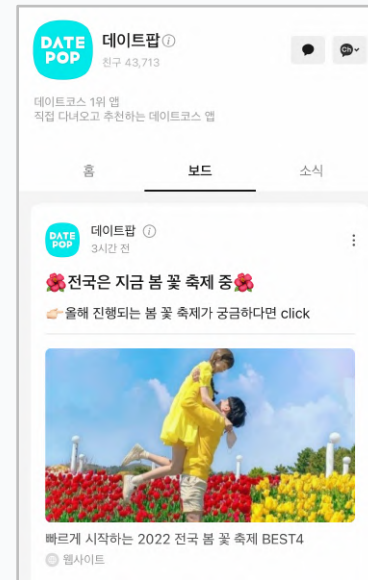 DATE
POP
데이트팝
친구 43,713
Ch
데이트코스 1위 앱
직접 다녀오고 추천하는 데이트코스 앱
홈
보드
소식
DATE
POP
데이트팝
3시간 전
🌺전국은 지금 봄 꽃 축제 중🌺
👉🏻올해 진행되는 봄 꽃 축제가 궁금하다면 click
빠르게 시작하는 2022 전국 봄 꽃 축제 BEST4
웹사이트